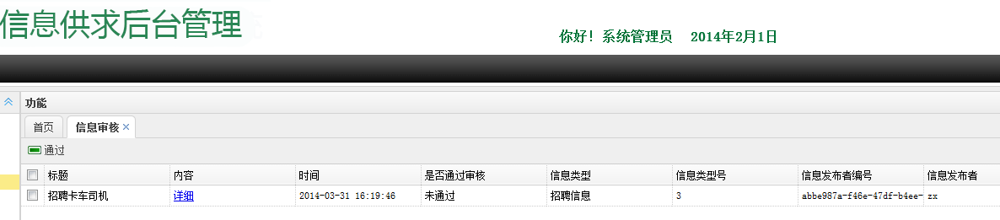 信息供求后台管理
你好！系统管理员 2014年2月1日
功能
首页 信息审核
通过
标题 内容 时间 是否通过审核 信息类型 信息类型号 信息发布者编号 信息发布者
招聘卡车司机 详细 2014-03-31 16:19:46 未通过 招聘信息 3 abbe987a-f46e-47df-b4ee- zx